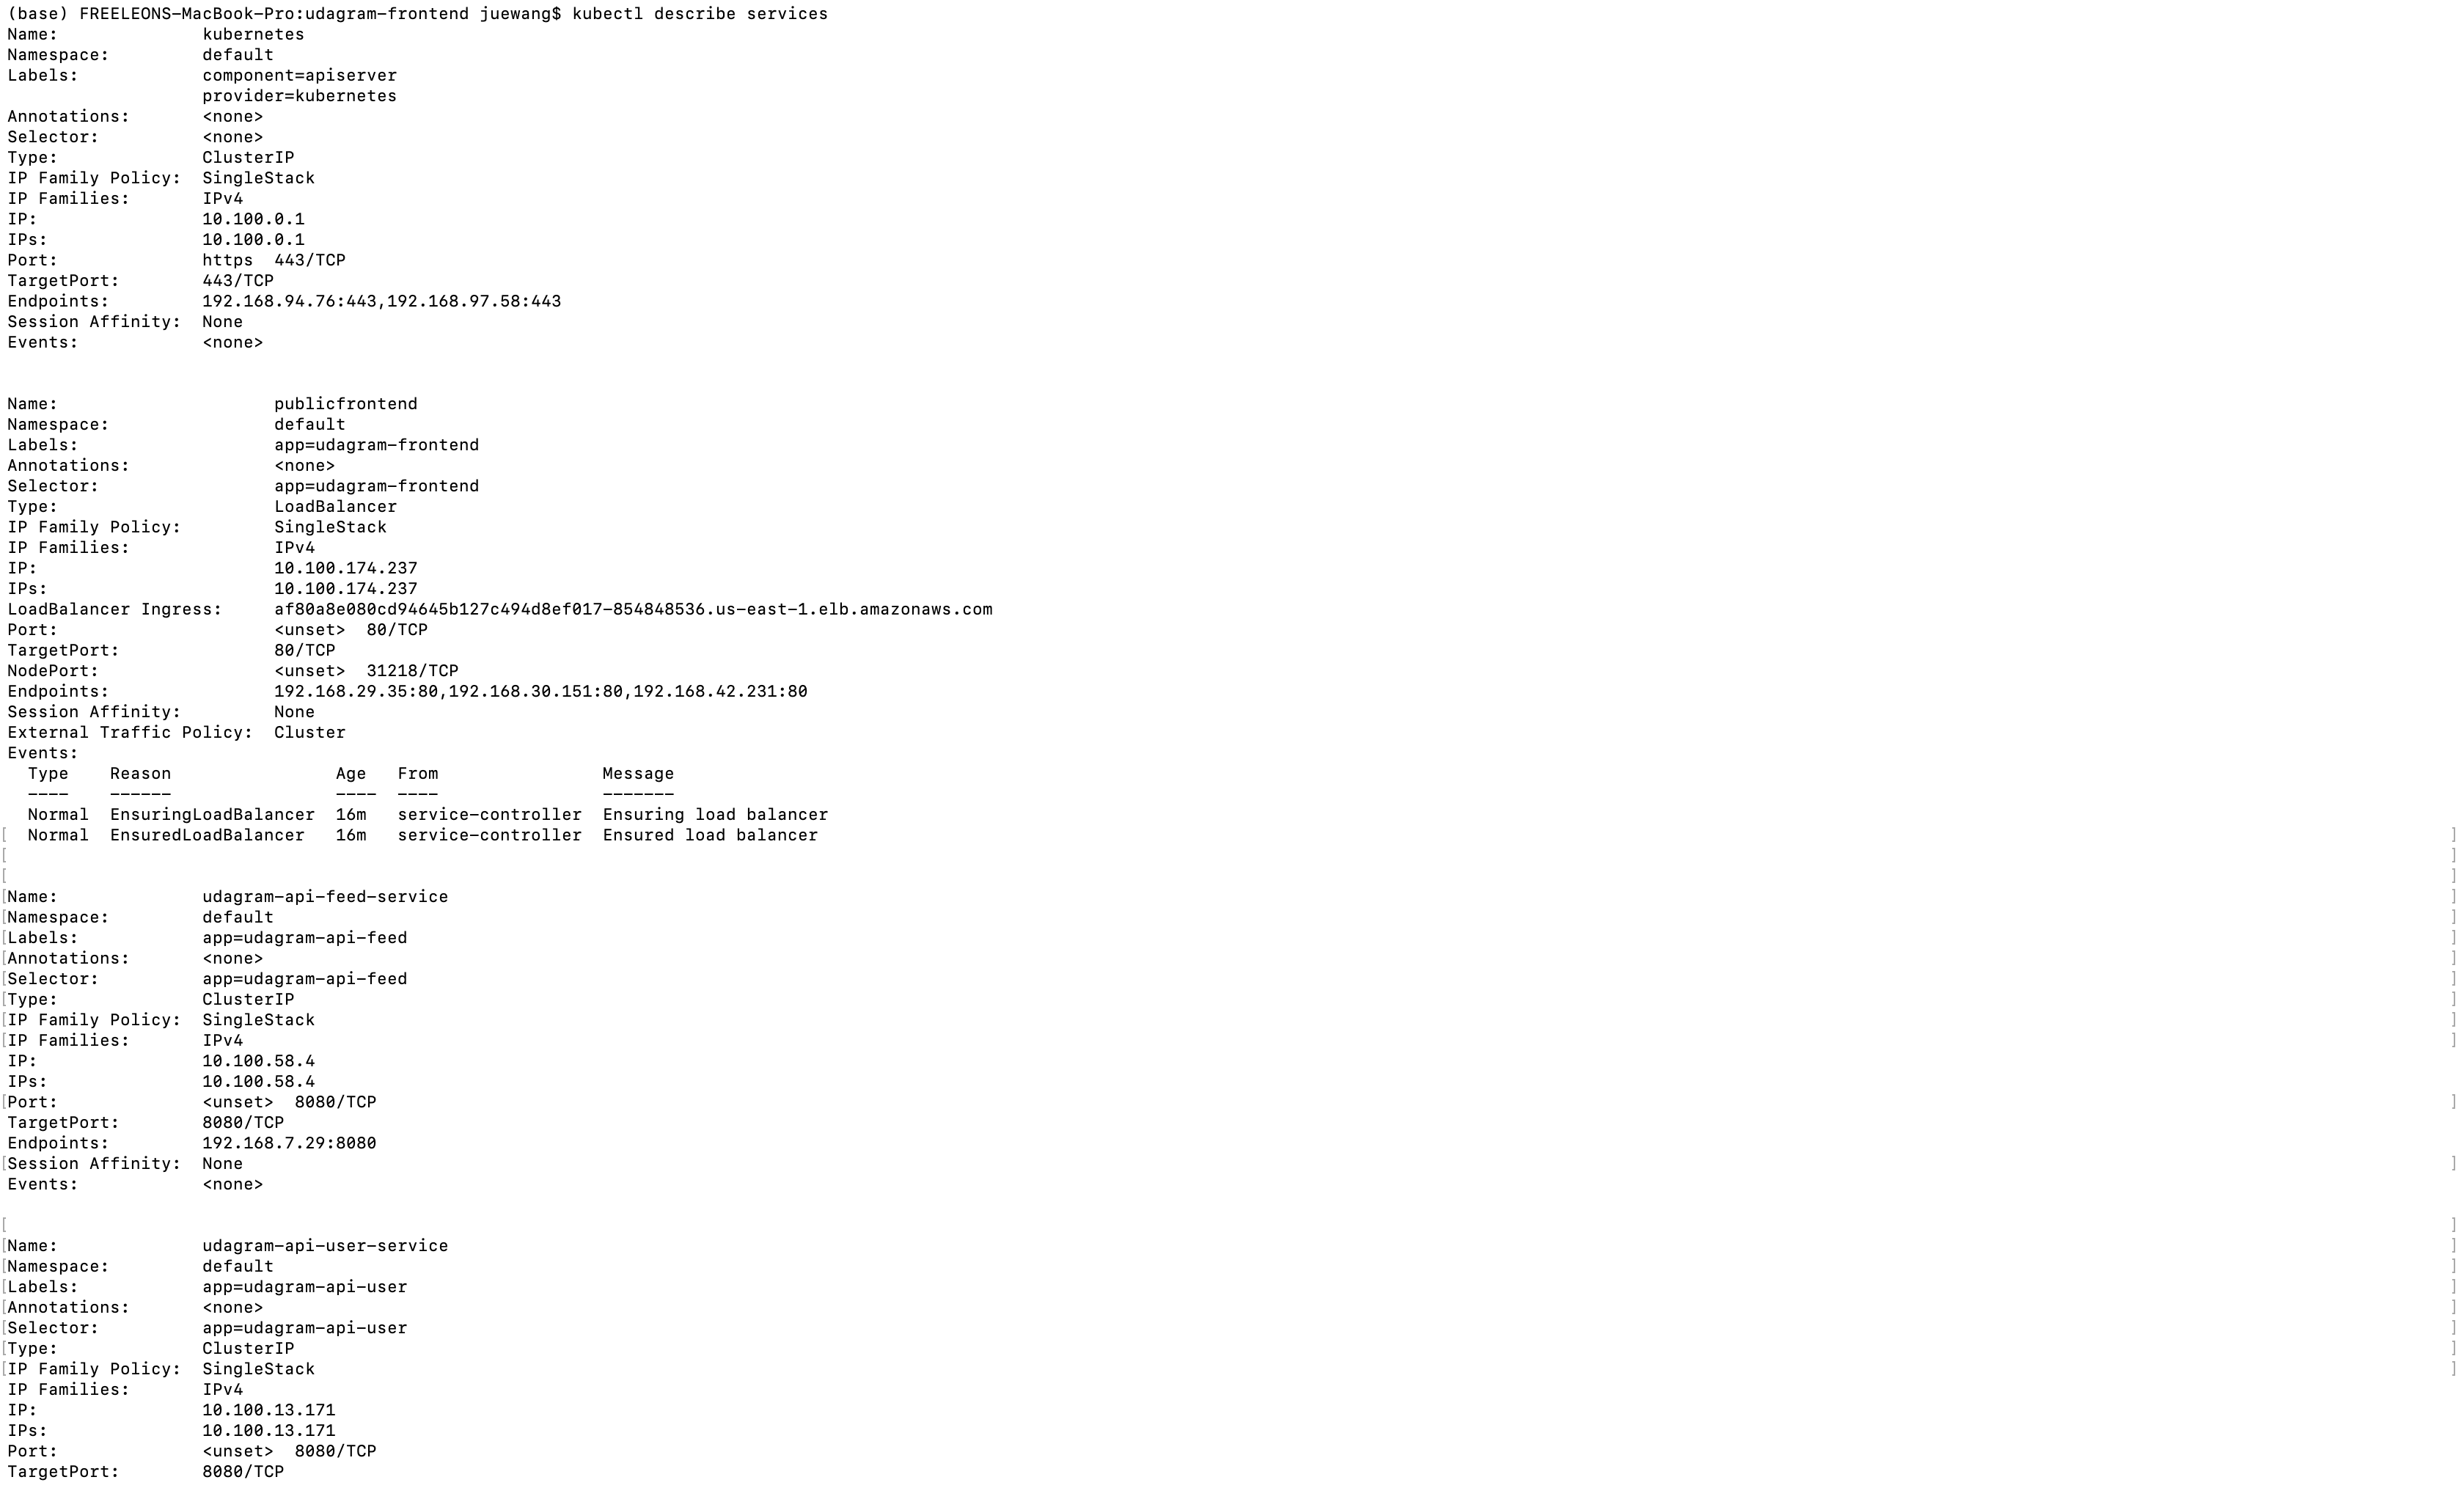 (base) FREELEONS-MacBook-Pro:udagram-frontend juewang$ kubectl describe services
Name:              kubernetes
Namespace:         default
Labels:            component=apiserver
                   provider=kubernetes
Annotations:       <none>
Selector:          <none>
Type:              ClusterIP
IP Family Policy:  SingleStack
IP Families:       IPv4
IP:                10.100.0.1
IPs:               10.100.0.1
Port:              https  443/TCP
TargetPort:        443/TCP
Endpoints:         192.168.94.76:443,192.168.97.58:443
Session Affinity:  None
Events:            <none>


Name:                     publicfrontend
Namespace:                default
Labels:                   app=udagram-frontend
Annotations:              <none>
Selector:                 app=udagram-frontend
Type:                     LoadBalancer
IP Family Policy:         SingleStack
IP Families:              IPv4
IP:                       10.100.174.237
IPs:                      10.100.174.237
LoadBalancer Ingress:     af80a8e080cd94645b127c494d8ef017-854848536.us-east-1.elb.amazonaws.com
Port:                     <unset>  80/TCP
TargetPort:               80/TCP
NodePort:                 <unset>  31218/TCP
Endpoints:                192.168.29.35:80,192.168.30.151:80,192.168.42.231:80
Session Affinity:         None
External Traffic Policy:  Cluster
Events:
  Type    Reason                Age   From                Message
  ----    ------                ----  ----                -------
  Normal  EnsuringLoadBalancer  16m   service-controller  Ensuring load balancer
[ Normal  EnsuredLoadBalancer   16m   service-controller  Ensured load balancer ]
[ ]
[ ]
[Name:              udagram-api-feed-service ]
[Namespace:         default ]
[Labels:            app=udagram-api-feed ]
[Annotations:       <none> ]
[Selector:          app=udagram-api-feed ]
[Type:              ClusterIP ]
[IP Family Policy:  SingleStack ]
[IP Families:       IPv4 ]
IP:                10.100.58.4
IPs:               10.100.58.4
[Port:              <unset>  8080/TCP ]
TargetPort:        8080/TCP
Endpoints:         192.168.7.29:8080
[Session Affinity:  None ]
Events:            <none>

[ ]
[Name:              udagram-api-user-service ]
[Namespace:         default ]
[Labels:            app=udagram-api-user ]
[Annotations:       <none> ]
[Selector:          app=udagram-api-user ]
[Type:              ClusterIP ]
[IP Family Policy:  SingleStack ]
IP Families:       IPv4
IP:                10.100.13.171
IPs:               10.100.13.171
Port:              <unset>  8080/TCP
TargetPort:        8080/TCP